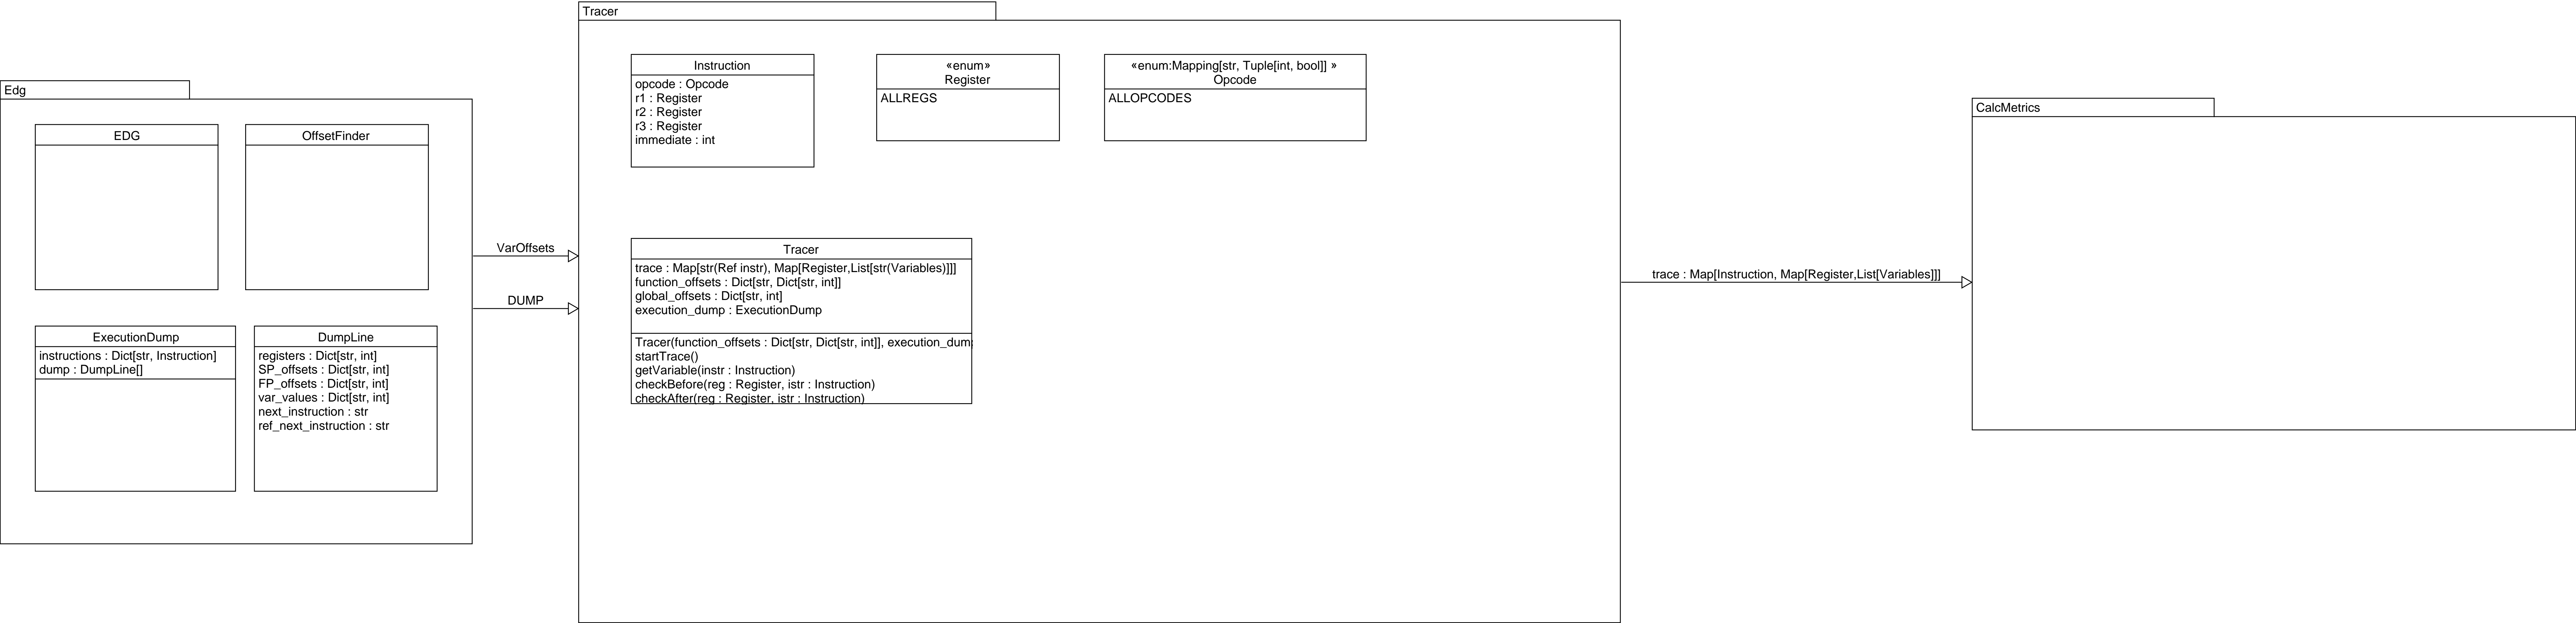 Edg
EDG
OffsetFinder
ExecutionDump
instructions : Dict[str, Instruction]
dump : DumpLine[]
DumpLine
registers : Dict[str, int]
SP_offsets : Dict[str, int]
FP_offsets : Dict[str, int]
var_values : Dict[str, int]
next_instruction : str
ref_next_instruction : str
VarOffsets
DUMP
Tracer
Instruction
opcode : Opcode
r1 : Register
r2 : Register
r3 : Register
immediate : int
«enum»
Register
ALLREGS
«enum:Mapping[str, Tuple[int, bool]] »
Opcode
ALLOPCODES
Tracer
trace : Map[str(Ref instr), Map[Register,List[str(Variables)]]]
function_offsets : Dict[str, Dict[str, int]]
global_offsets : Dict[str, int]
execution_dump : ExecutionDump
Tracer(function_offsets : Dict[str, Dict[str, int]], execution_dum
startTrace()
getVariable(instr : Instruction)
checkBefore(reg : Register, istr : Instruction)
checkAfter(reg : Register, istr : Instruction)
trace : Map[Instruction, Map[Register,List[Variables]]]
CalcMetrics